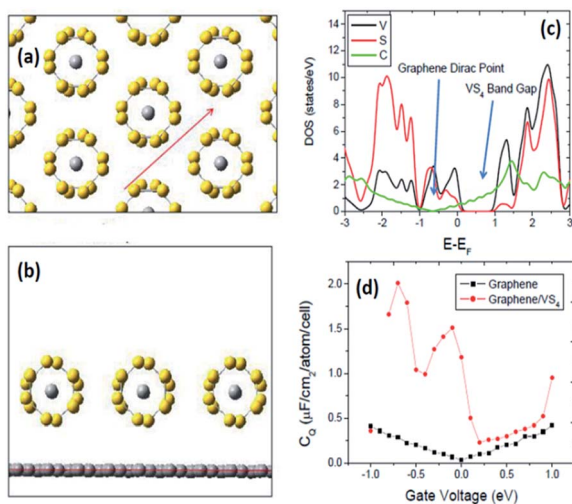 (a)
(b)
(c)
V
S
C
Graphene Dirac Point
VS₄ Band Gap
DOS (states/eV)
14
12
10
8
6
4
2
0
-3 -2 -1 0 1 2 3
E-E_F
(d)
Graphene
Graphene/VS₄
C_Q (μF/cm₂/atom/cell)
2.0
1.5
1.0
0.5
0.0
-1.0 -0.5 0.0 0.5 1.0
Gate Voltage (eV)